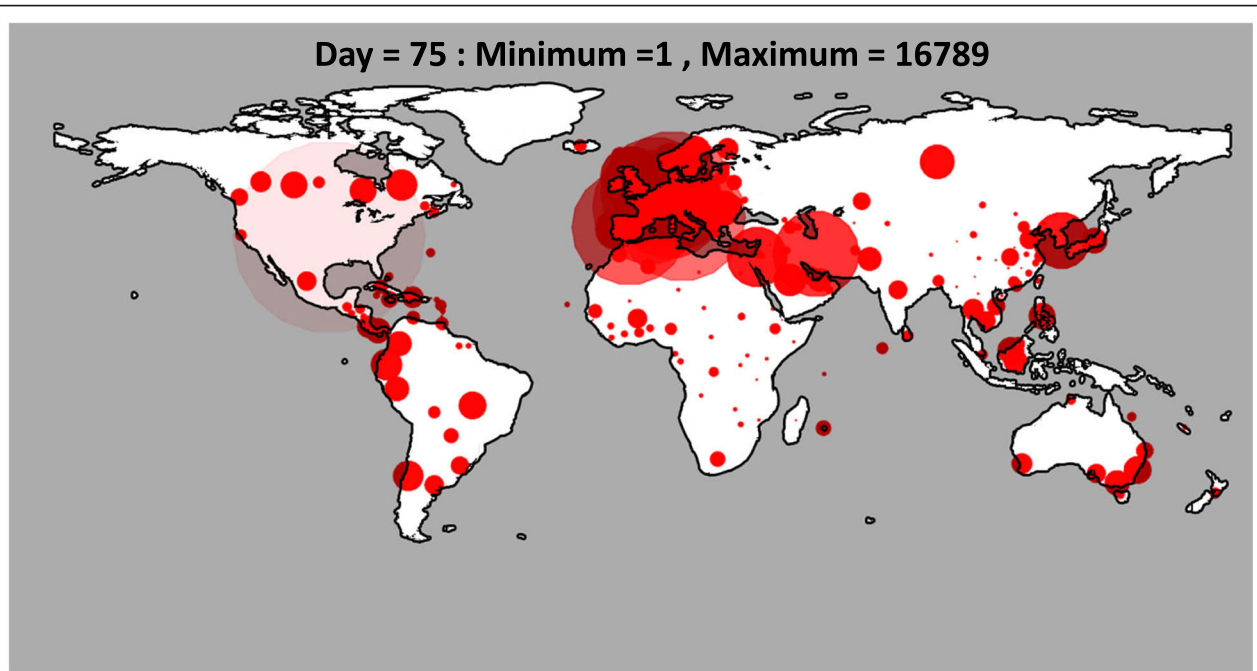 Day = 75 : Minimum =1 , Maximum = 16789